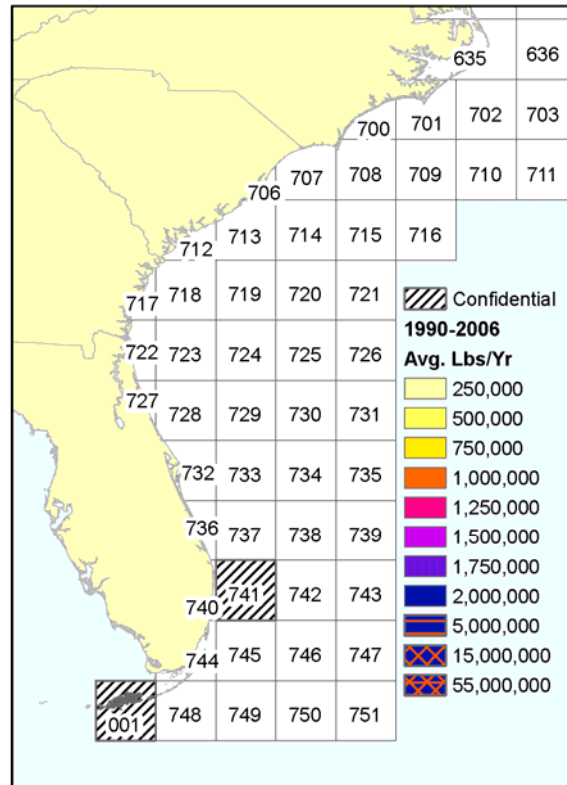 635 636
700 701 702 703
706 707 708 709 710 711
712 713 714 715 716
717 718 719 720 721
722 723 724 725 726
727 728 729 730 731
732 733 734 735
736 737 738 739
740 741 742 743
744 745 746 747
001 748 749 750 751
Confidential
1990-2006
Avg. Lbs/Yr
250,000
500,000
750,000
1,000,000
1,250,000
1,500,000
1,750,000
2,000,000
5,000,000
15,000,000
55,000,000